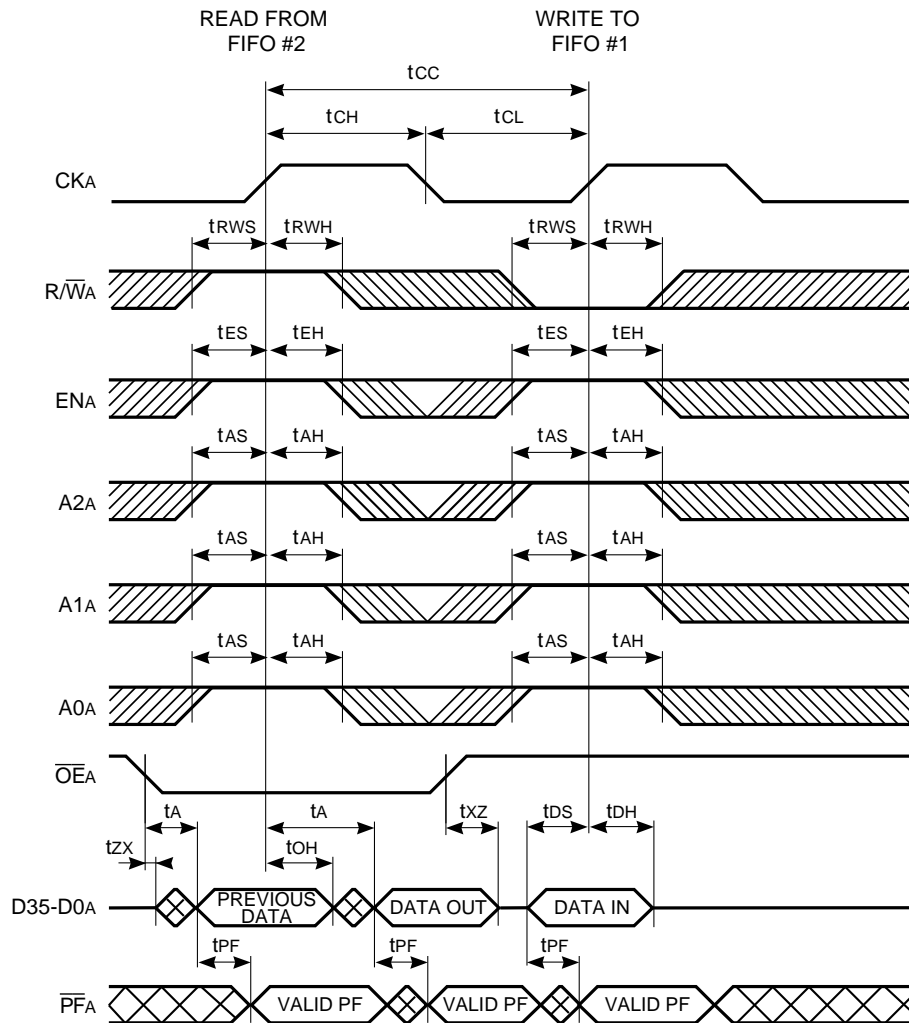 READ FROM
FIFO #2
WRITE TO
FIFO #1
tCC
tCH tCL
CKA
tRWS tRWH tRWS tRWH
R/W̅A
tES tEH tES tEH
ENA
tAS tAH tAS tAH
A2A
tAS tAH tAS tAH
A1A
tAS tAH tAS tAH
A0A
O̅E̅A
tA tA tXZ tDS tDH
tZX tOH
D35-D0A PREVIOUS DATA DATA OUT DATA IN
tPF tPF tPF
P̅F̅A VALID PF VALID PF VALID PF